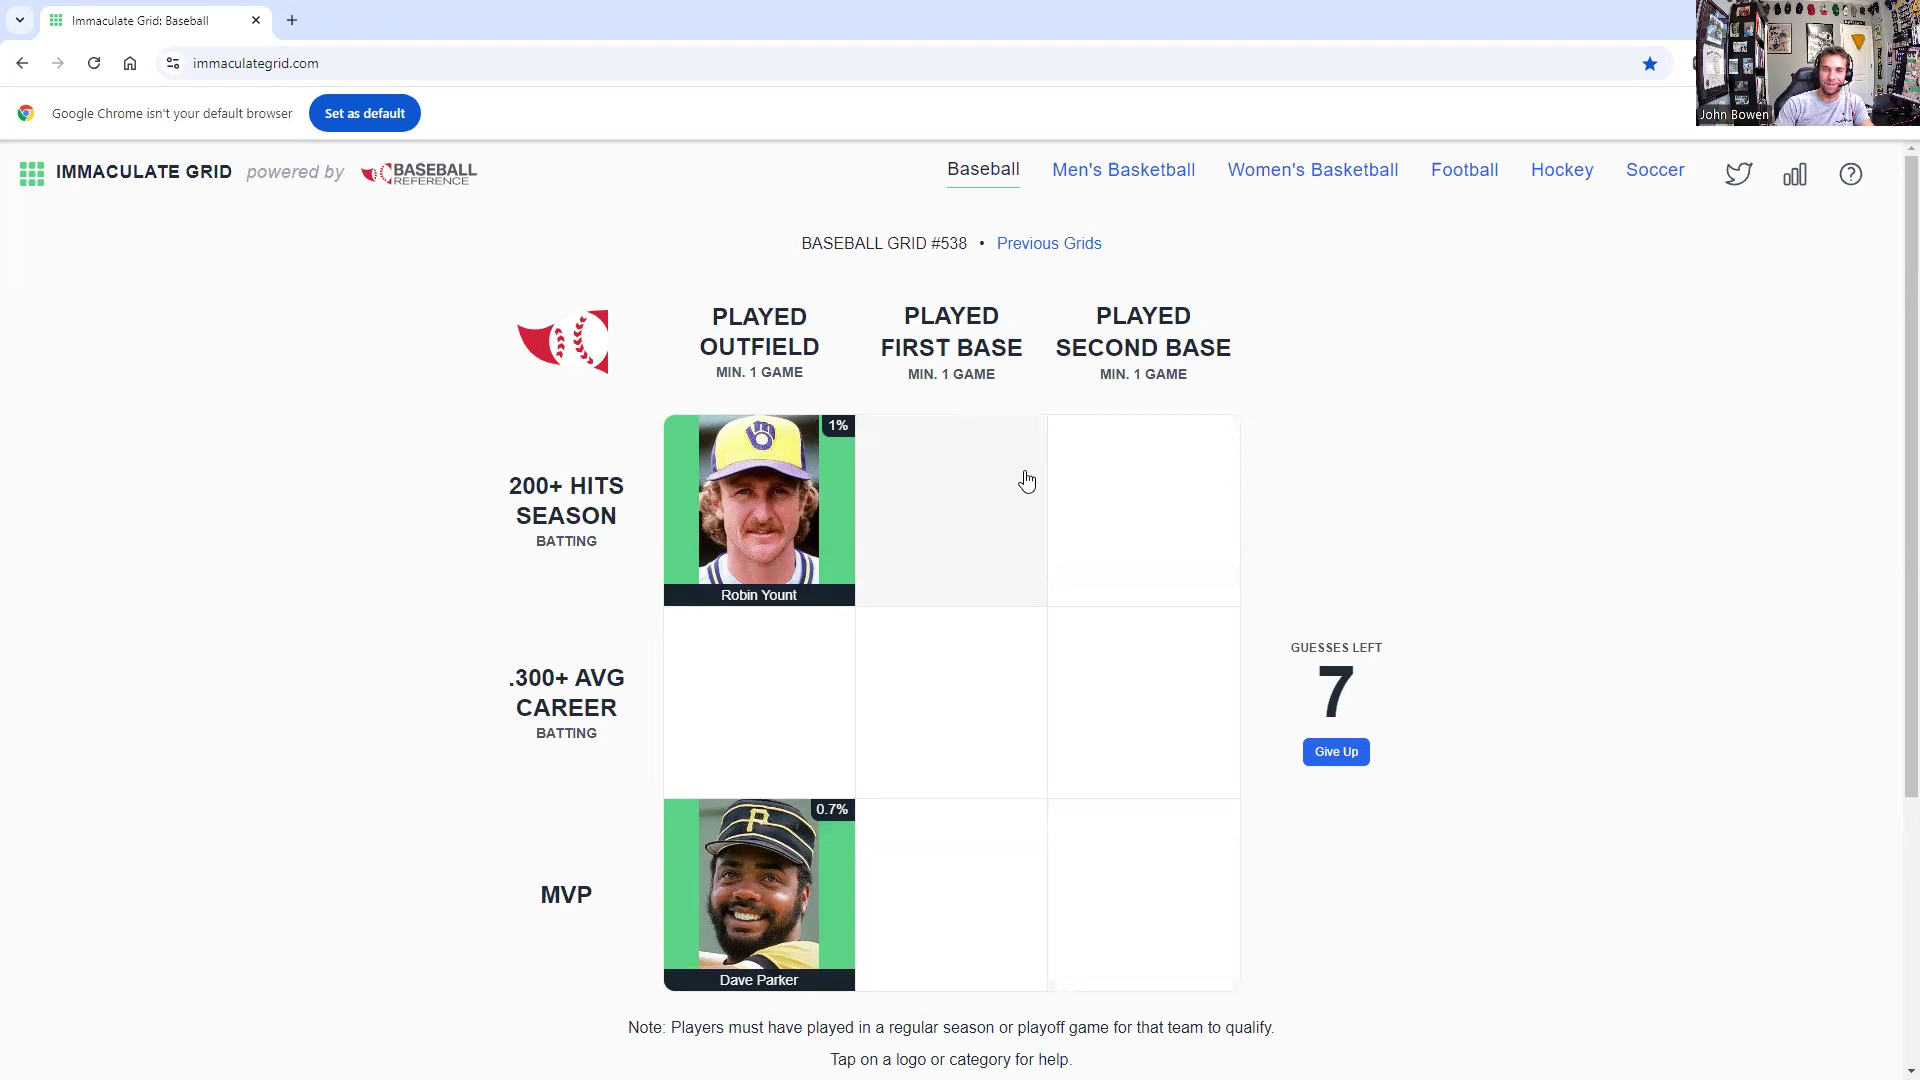 Immaculate Grid: Baseball
immaculategrid.com
Google Chrome isn't your default browser
Set as default
John Bowen
IMMACULATE GRID powered by BASEBALL REFERENCE
Baseball
Men's Basketball
Women's Basketball
Football
Hockey
Soccer
BASEBALL GRID #538 • Previous Grids
PLAYED
OUTFIELD
MIN. 1 GAME
PLAYED
FIRST BASE
MIN. 1 GAME
PLAYED
SECOND BASE
MIN. 1 GAME
200+ HITS
SEASON
BATTING
1%
Robin Yount
.300+ AVG
CAREER
BATTING
GUESSES LEFT
7
Give Up
MVP
0.7%
P
Dave Parker
Note: Players must have played in a regular season or playoff game for that team to qualify.
Tap on a logo or category for help.